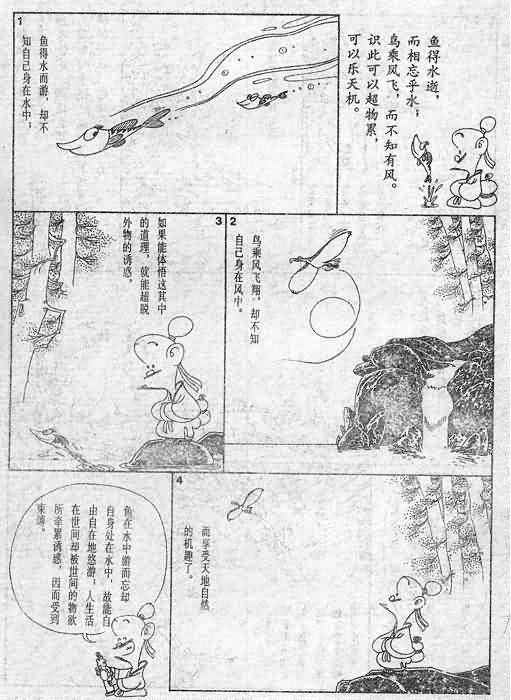 鱼得水逝，
而相忘乎水；
鸟乘风飞，而不知有风。
识此可以超物累，
可以乐天机。
1
鱼得水而游，却不
知自己身在水中；
2
鸟乘风飞翔，却不知
自己身在风中。
3
如果能体悟这其中
的道理，就能超脱
外物的诱惑，
4
而享受天地自然
的机趣了。
鱼在水中游而忘却
自身处在水中，故能自
由自在地悠游；人生活
在世间却被世间的物欲
所牵累诱惑，因而受到
束缚。